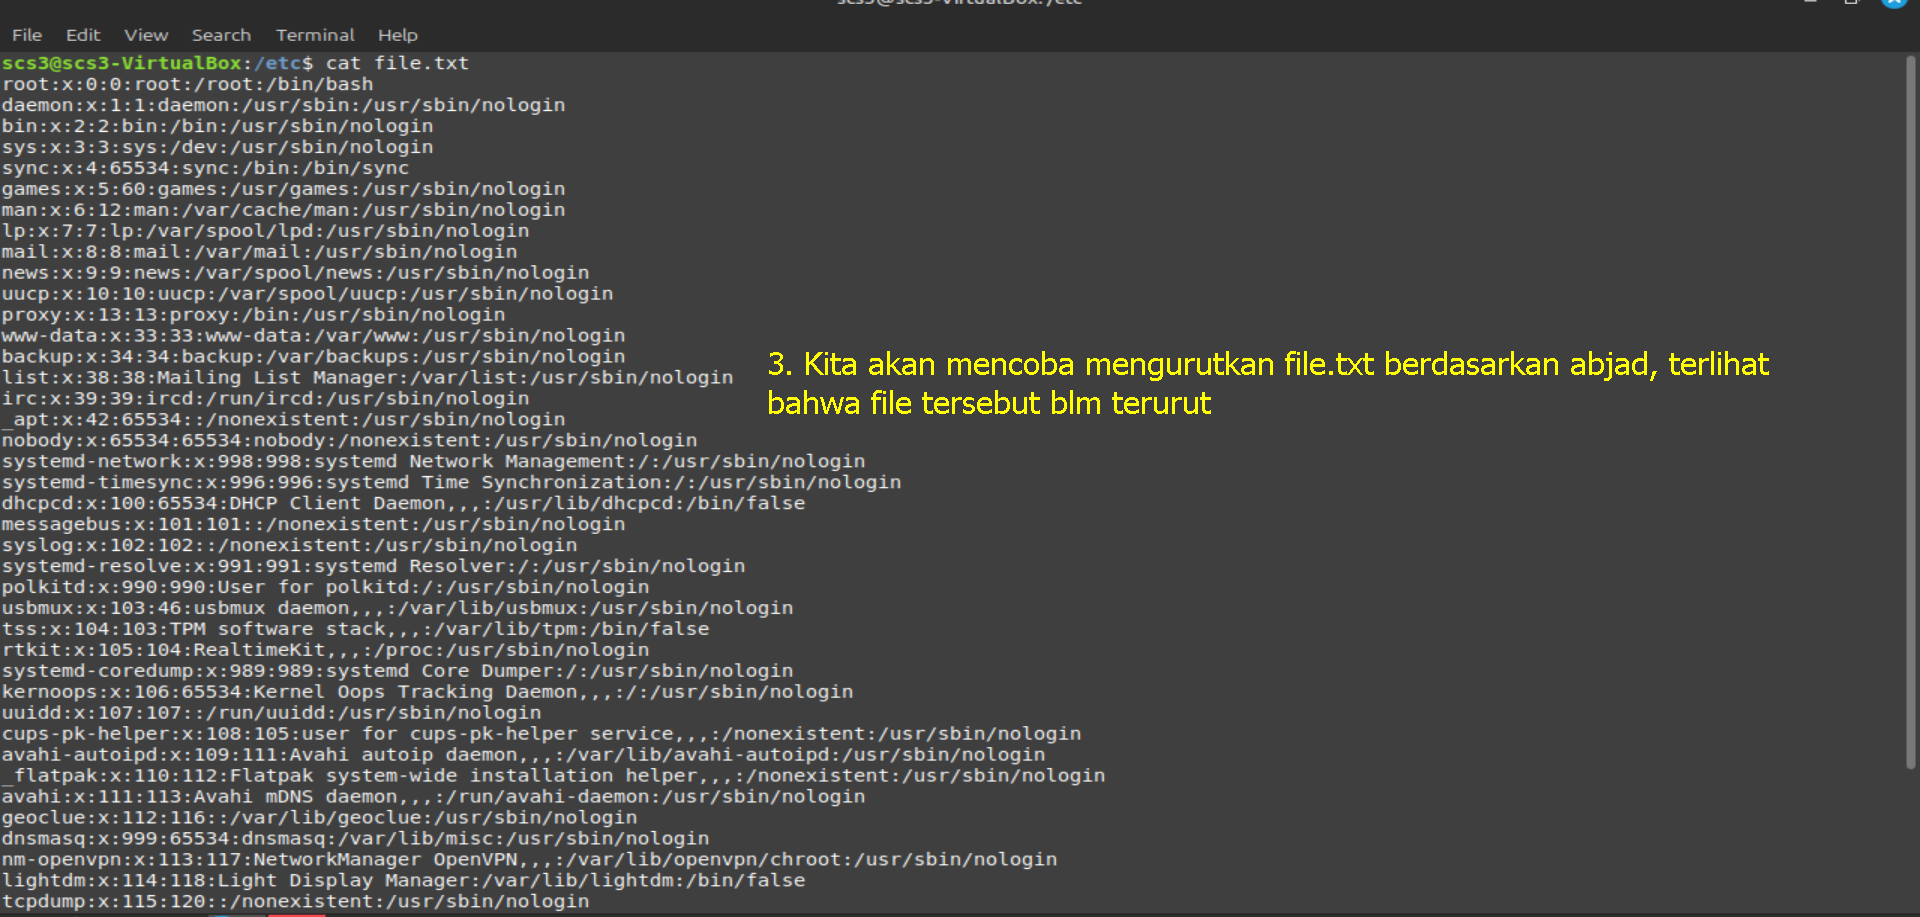 scs3@scs3-VirtualBox: /etc
File Edit View Search Terminal Help
scs3@scs3-VirtualBox:/etc$ cat file.txt
root:x:0:0:root:/root:/bin/bash
daemon:x:1:1:daemon:/usr/sbin:/usr/sbin/nologin
bin:x:2:2:bin:/bin:/usr/sbin/nologin
sys:x:3:3:sys:/dev:/usr/sbin/nologin
sync:x:4:65534:sync:/bin:/bin/sync
games:x:5:60:games:/usr/games:/usr/sbin/nologin
man:x:6:12:man:/var/cache/man:/usr/sbin/nologin
lp:x:7:7:lp:/var/spool/lpd:/usr/sbin/nologin
mail:x:8:8:mail:/var/mail:/usr/sbin/nologin
news:x:9:9:news:/var/spool/news:/usr/sbin/nologin
uucp:x:10:10:uucp:/var/spool/uucp:/usr/sbin/nologin
proxy:x:13:13:proxy:/bin:/usr/sbin/nologin
www-data:x:33:33:www-data:/var/www:/usr/sbin/nologin
backup:x:34:34:backup:/var/backups:/usr/sbin/nologin
list:x:38:38:Mailing List Manager:/var/list:/usr/sbin/nologin
irc:x:39:39:ircd:/run/ircd:/usr/sbin/nologin
_apt:x:42:65534::/nonexistent:/usr/sbin/nologin
nobody:x:65534:65534:nobody:/nonexistent:/usr/sbin/nologin
systemd-network:x:998:998:systemd Network Management:/:/usr/sbin/nologin
systemd-timesync:x:996:996:systemd Time Synchronization:/:/usr/sbin/nologin
dhcpcd:x:100:65534:DHCP Client Daemon,,,:/usr/lib/dhcpcd:/bin/false
messagebus:x:101:101::/nonexistent:/usr/sbin/nologin
syslog:x:102:102::/nonexistent:/usr/sbin/nologin
systemd-resolve:x:991:991:systemd Resolver:/:/usr/sbin/nologin
polkitd:x:990:990:User for polkitd:/:/usr/sbin/nologin
usbmux:x:103:46:usbmux daemon,,,:/var/lib/usbmux:/usr/sbin/nologin
tss:x:104:103:TPM software stack,,,:/var/lib/tpm:/bin/false
rtkit:x:105:104:RealtimeKit,,,:/proc:/usr/sbin/nologin
systemd-coredump:x:989:989:systemd Core Dumper:/:/usr/sbin/nologin
kernoops:x:106:65534:Kernel Oops Tracking Daemon,,,:/:/usr/sbin/nologin
uuidd:x:107:107::/run/uuidd:/usr/sbin/nologin
cups-pk-helper:x:108:105:user for cups-pk-helper service,,,:/nonexistent:/usr/sbin/nologin
avahi-autoipd:x:109:111:Avahi autoip daemon,,,:/var/lib/avahi-autoipd:/usr/sbin/nologin
_flatpak:x:110:112:Flatpak system-wide installation helper,,,:/nonexistent:/usr/sbin/nologin
avahi:x:111:113:Avahi mDNS daemon,,,:/run/avahi-daemon:/usr/sbin/nologin
geoclue:x:112:116::/var/lib/geoclue:/usr/sbin/nologin
dnsmasq:x:999:65534:dnsmasq:/var/lib/misc:/usr/sbin/nologin
nm-openvpn:x:113:117:NetworkManager OpenVPN,,,:/var/lib/openvpn/chroot:/usr/sbin/nologin
lightdm:x:114:118:Light Display Manager:/var/lib/lightdm:/bin/false
tcpdump:x:115:120::/nonexistent:/usr/sbin/nologin
3. Kita akan mencoba mengurutkan file.txt berdasarkan abjad, terlihat
bahwa file tersebut blm terurut